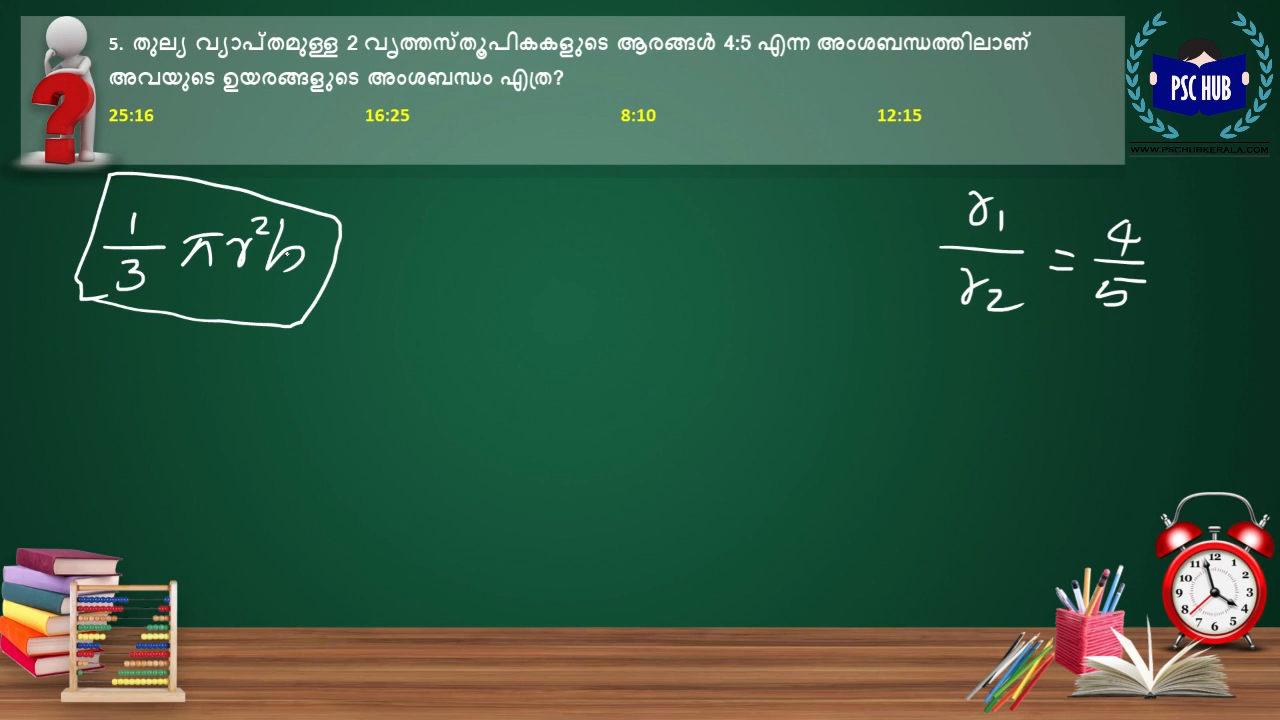 5. തുല്യ വ്യാപ്തമുള്ള 2 വൃത്തസ്തൂപികകളുടെ ആരങ്ങൾ 4:5 എന്ന അംശബന്ധത്തിലാണ്
അവയുടെ ഉയരങ്ങളുടെ അംശബന്ധം എത്ര?
25:16 16:25 8:10 12:15
PSC HUB
WWW.PSCHUBKERALA.COM
1/3 πr²h
r1/r2 = 4/5